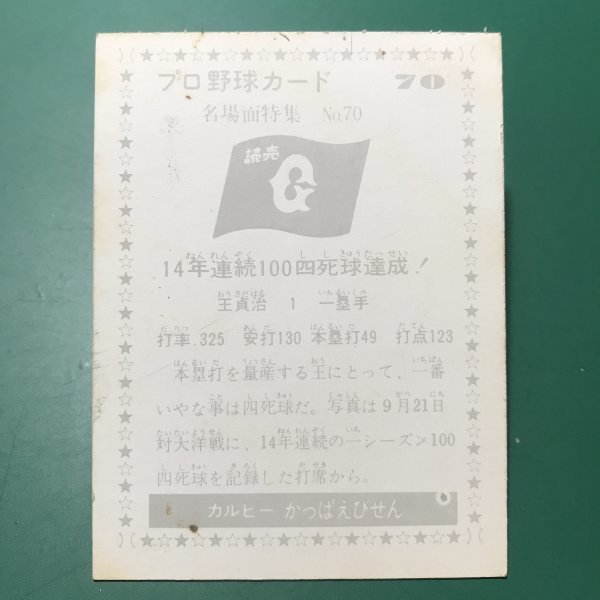 プロ野球カード 70
名場面特集 No.70
読売
G
14年連続100四死球達成!
王貞治 1 一塁手
打率.325 安打130 本塁打49 打点123
本塁打を量産する王にとって、一番
いやな事は四死球だ。写真は9月21日
対大洋戦に、14年連続の一シーズン100
四死球を記録した打席から。
カルビー かっぱえびせん